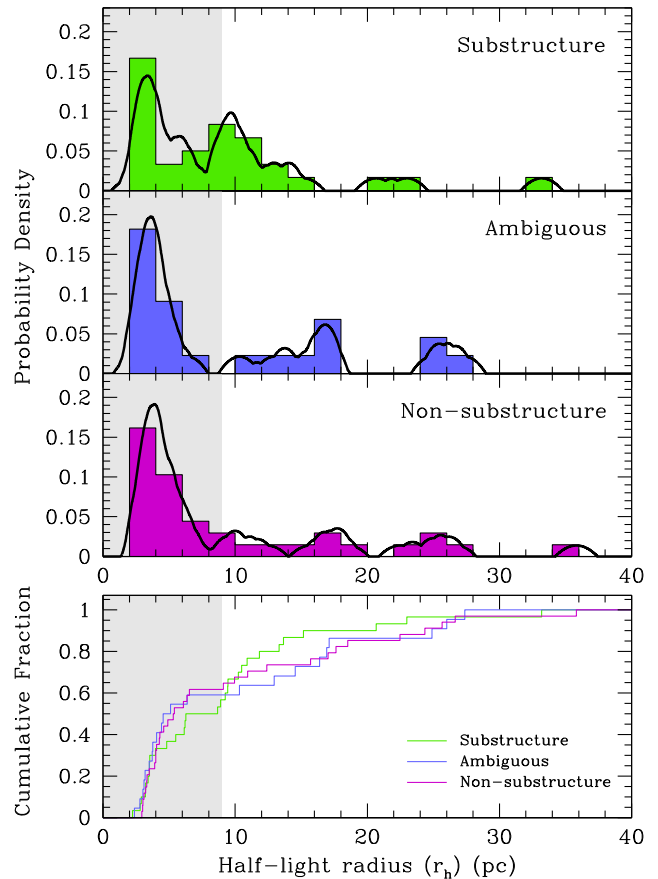 0.2
Substructure
0.15
0.1
0.05
0
0.2
Ambiguous
0.15
0.1
0.05
0
Probability Density
0.2
Non-substructure
0.15
0.1
0.05
0
0 10 20 30 40
1
0.8
0.6
0.4
0.2
0
Cumulative Fraction
Substructure
Ambiguous
Non-substructure
0 10 20 30 40
Half-light radius (r_h) (pc)